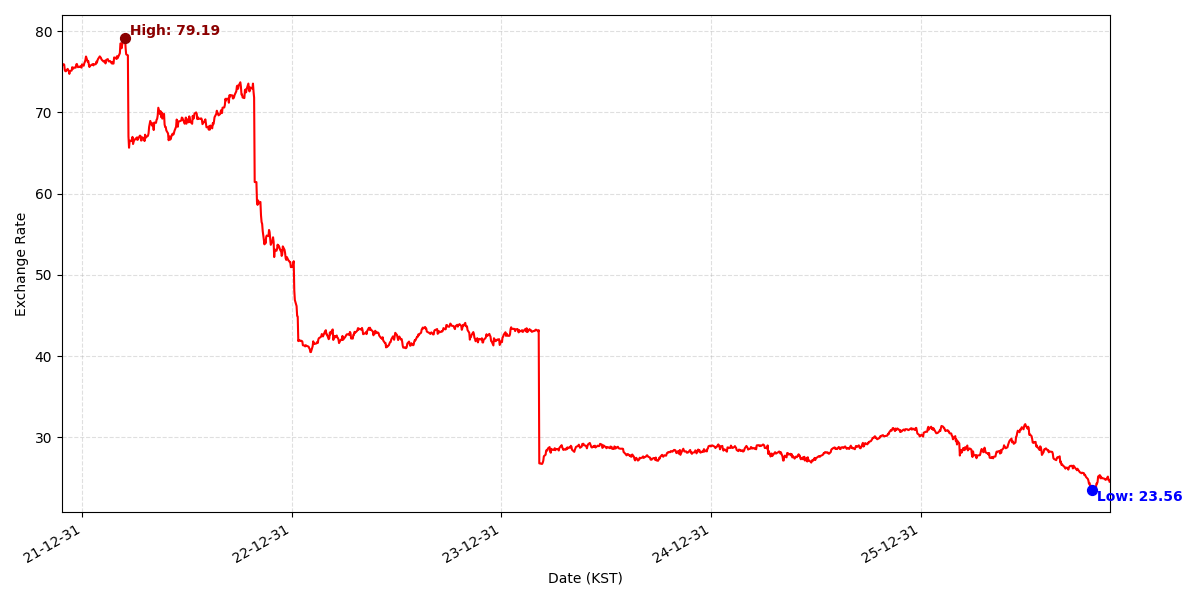 High: 79.19
80
70
60
50
40
30
Exchange Rate
Low: 23.56
21-12-31
22-12-31
23-12-31
24-12-31
25-12-31
Date (KST)